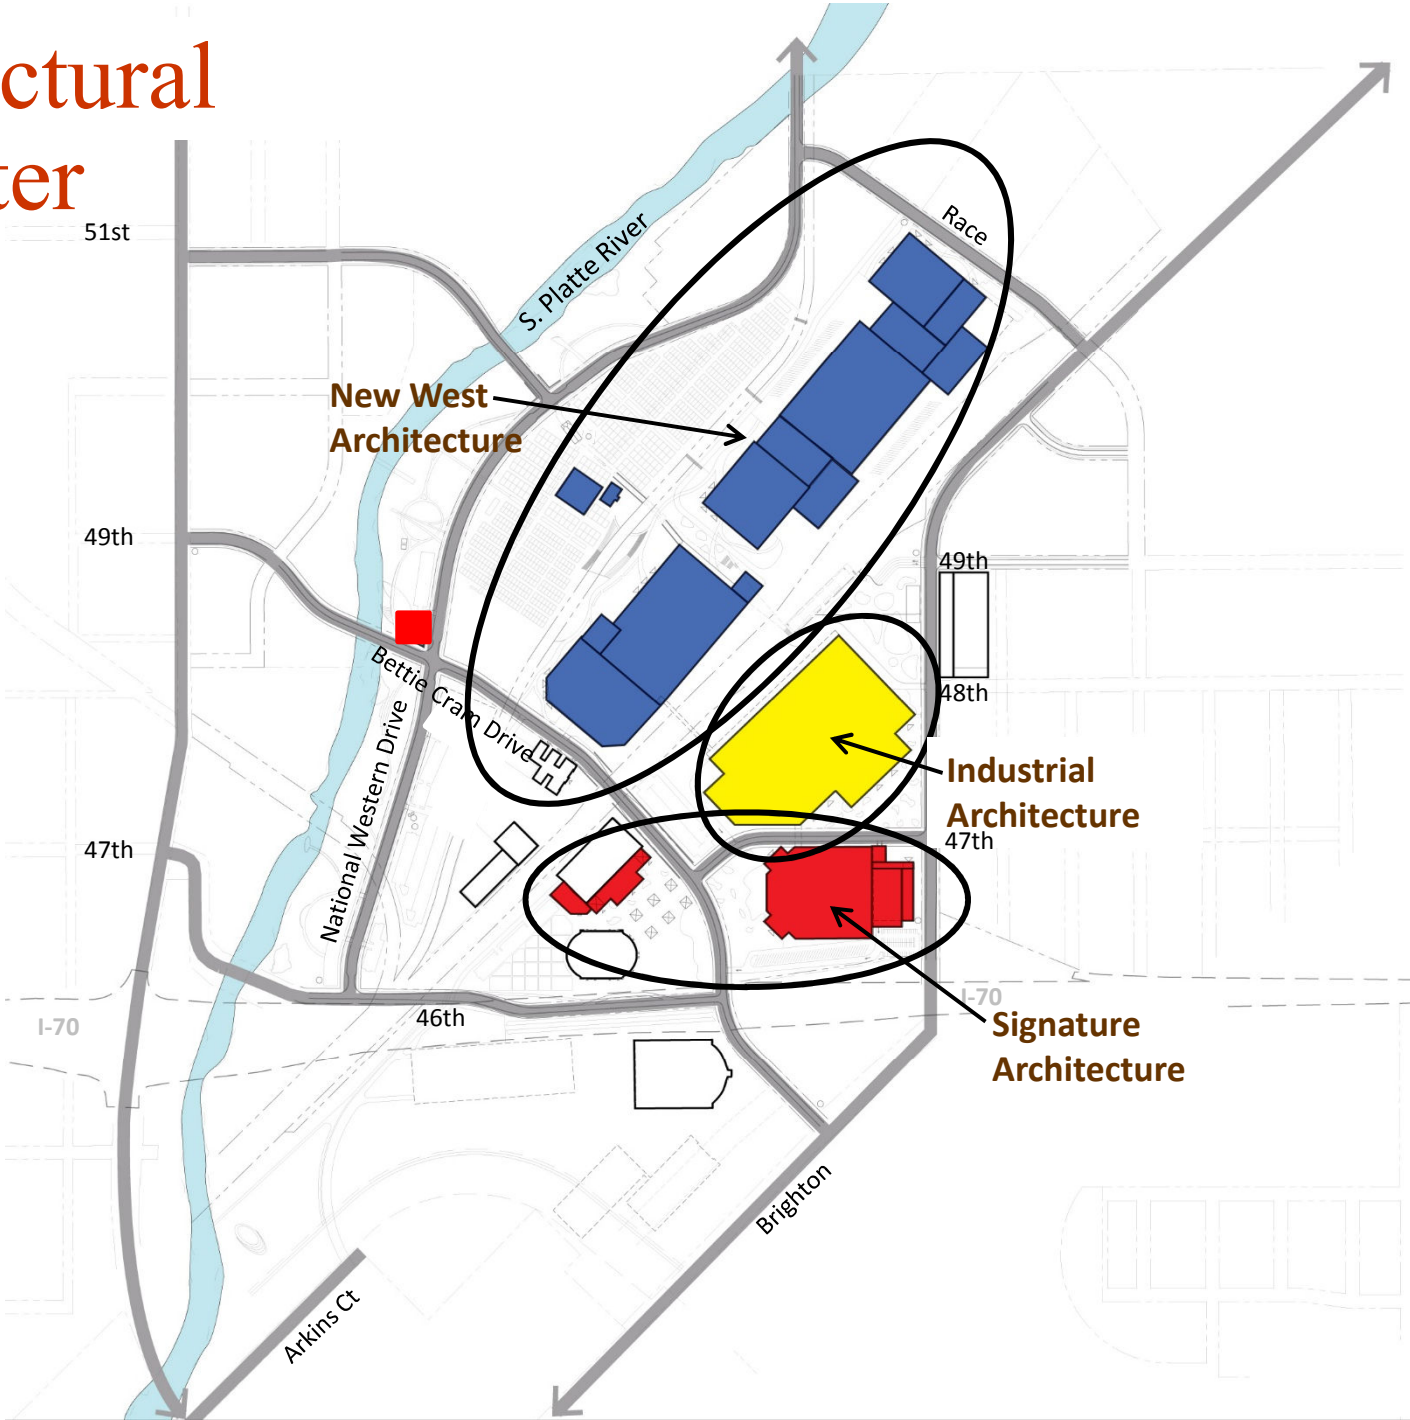 ctural
ter
51st
Race
S. Platte River
New West
Architecture
49th
49th
Bettie Cram Drive
48th
National Western Drive
Industrial
Architecture
47th
47th
I-70
46th
I-70
Signature
Architecture
Brighton
Arkins Ct